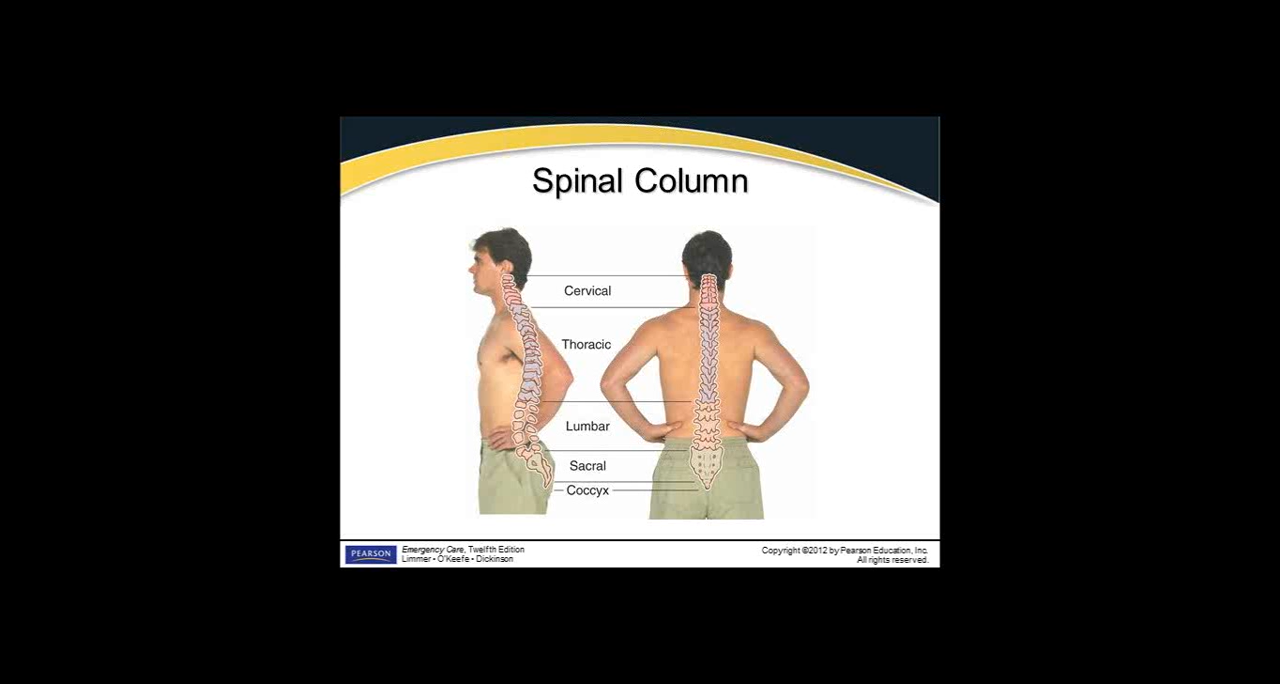 Spinal Column
Cervical
Thoracic
Lumbar
Sacral
Coccyx
PEARSON
Emergency Care, Twelfth Edition
Limmer • O'Keefe • Dickinson
Copyright ©2012 by Pearson Education, Inc.
All rights reserved.